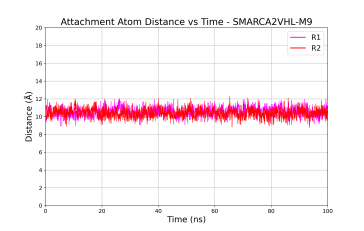 Attachment Atom Distance vs Time - SMARCA2VHL-M9
20
18
16
14
12
10
8
6
4
2
0
Distance (Å)
R1
R2
0 20 40 60 80 100
Time (ns)